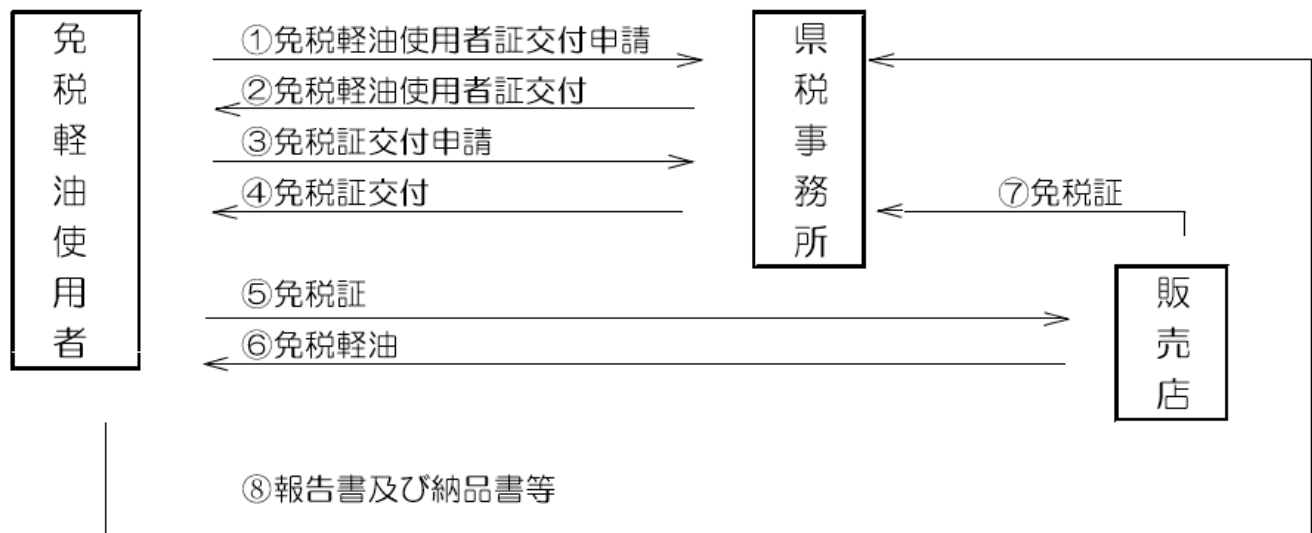 免税軽油使用者
①免税軽油使用者証交付申請
②免税軽油使用者証交付
③免税証交付申請
④免税証交付
県税事務所
⑦免税証
⑤免税証
⑥免税軽油
販売店
⑧報告書及び納品書等